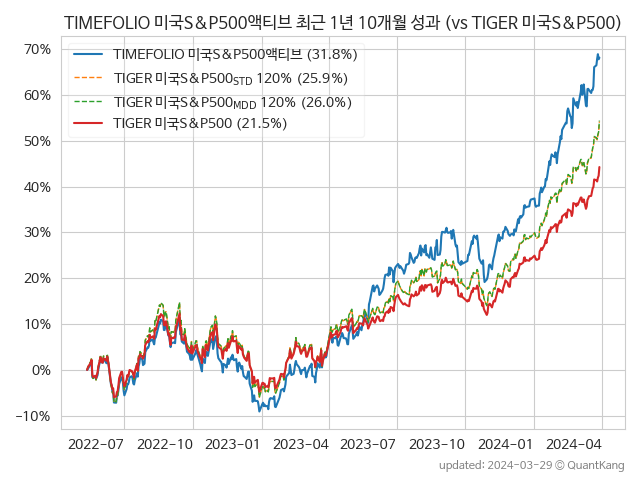 TIMEFOLIO 미국S&P500액티브 최근 1년 10개월 성과 (vs TIGER 미국S&P500)
TIMEFOLIO 미국S&P500액티브 (31.8%)
TIGER 미국S&P500STD 120% (25.9%)
TIGER 미국S&P500MDD 120% (26.0%)
TIGER 미국S&P500 (21.5%)
70%
60%
50%
40%
30%
20%
10%
0%
−10%
2022-07 2022-10 2023-01 2023-04 2023-07 2023-10 2024-01 2024-04
updated: 2024-03-29 © QuantKang